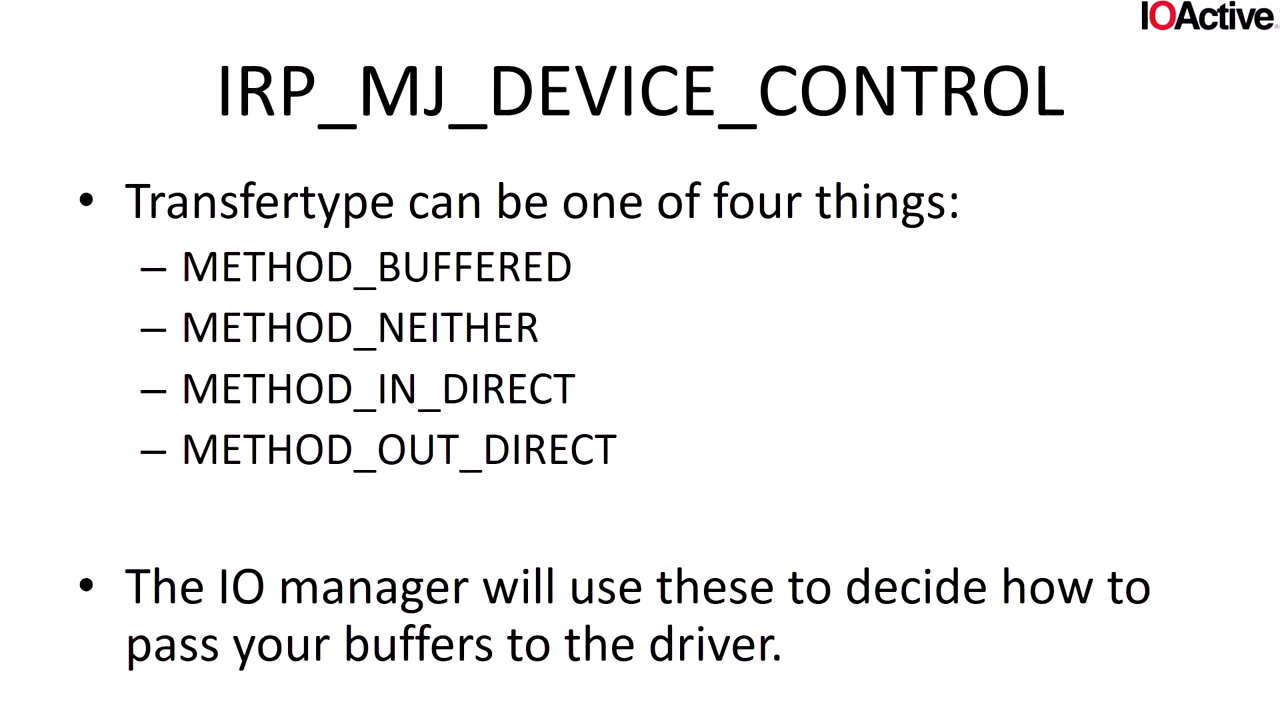 IOActive
IRP_MJ_DEVICE_CONTROL
• Transfertype can be one of four things:
– METHOD_BUFFERED
– METHOD_NEITHER
– METHOD_IN_DIRECT
– METHOD_OUT_DIRECT
• The IO manager will use these to decide how to
pass your buffers to the driver.